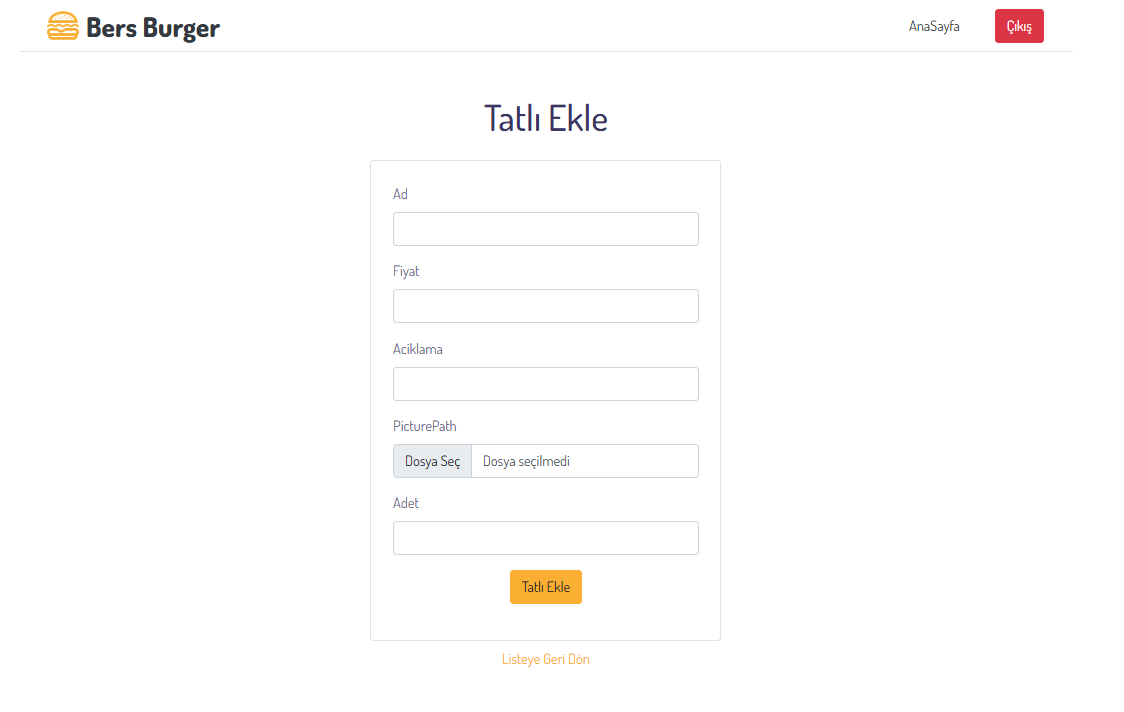 Bers Burger
AnaSayfa
Çıkış
Tatlı Ekle
Ad
Fiyat
Aciklama
PicturePath
Dosya Seç
Dosya seçilmedi
Adet
Tatlı Ekle
Listeye Geri Dön